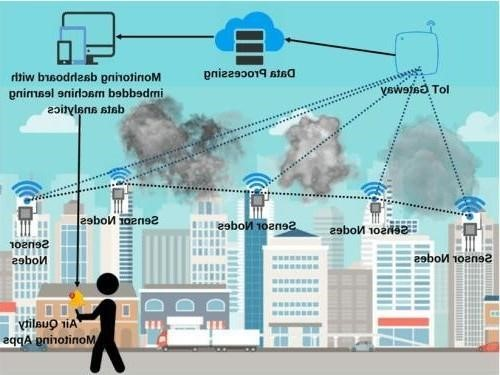 IoT Gateway
Data Processing
Monitoring dashboard with
imbedded machine learning
data analytics
Sensor Nodes
Sensor Nodes
Sensor Nodes
Sensor Nodes
Sensor
Nodes
Air Quality
Monitoring Apps